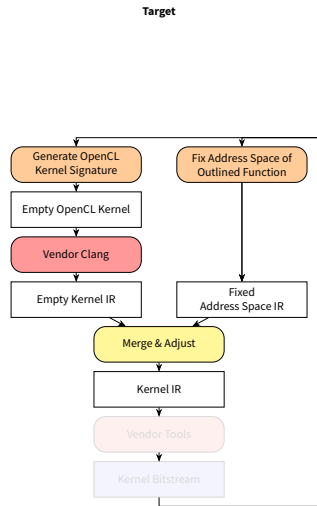 Target
Generate OpenCL
Kernel Signature
Fix Address Space of
Outlined Function
Empty OpenCL Kernel
Vendor Clang
Empty Kernel IR
Fixed
Address Space IR
Merge & Adjust
Kernel IR
Vendor Tools
Kernel Bitstream